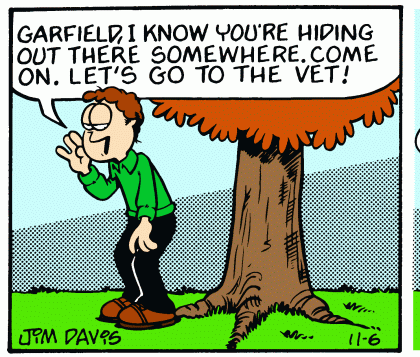 GARFIELD, I KNOW YOU'RE HIDING
OUT THERE SOMEWHERE. COME
ON. LET'S GO TO THE VET!
JIM DAVIS
11-6